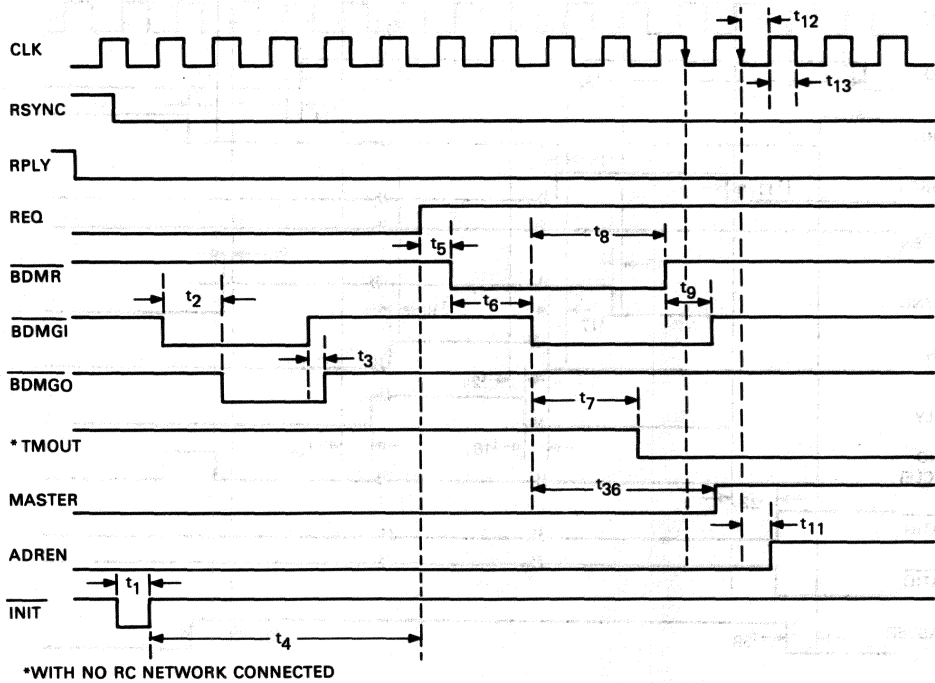 t12
CLK
t13
RSYNC
RPLY
REQ
t5
t8
BDMR
t2
t6
t9
BDMGI
t3
BDMGO
t7
* TMOUT
t36
MASTER
t11
ADREN
t1
INIT
t4
*WITH NO RC NETWORK CONNECTED